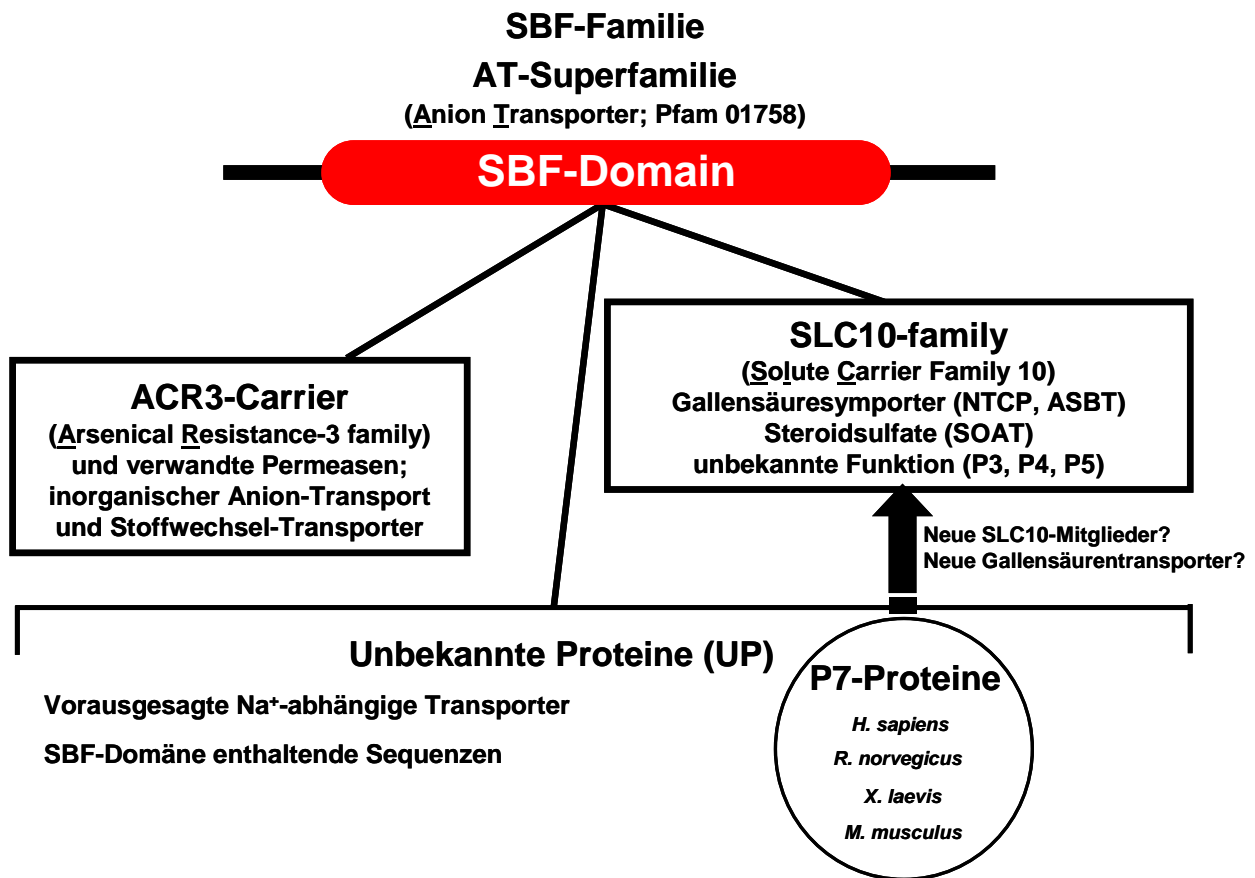 SBF-Familie
AT-Superfamilie
(Anion Transporter; Pfam 01758)
SBF-Domain
SLC10-family
(Solute Carrier Family 10)
Gallensäuresymporter (NTCP, ASBT)
Steroidsulfate (SOAT)
unbekannte Funktion (P3, P4, P5)
ACR3-Carrier
(Arsenical Resistance-3 family)
und verwandte Permeasen;
inorganischer Anion-Transport
und Stoffwechsel-Transporter
Neue SLC10-Mitglieder?
Neue Gallensäurentransporter?
Unbekannte Proteine (UP)
Vorausgesagte Na⁺-abhängige Transporter
SBF-Domäne enthaltende Sequenzen
P7-Proteine
H. sapiens
R. norvegicus
X. laevis
M. musculus